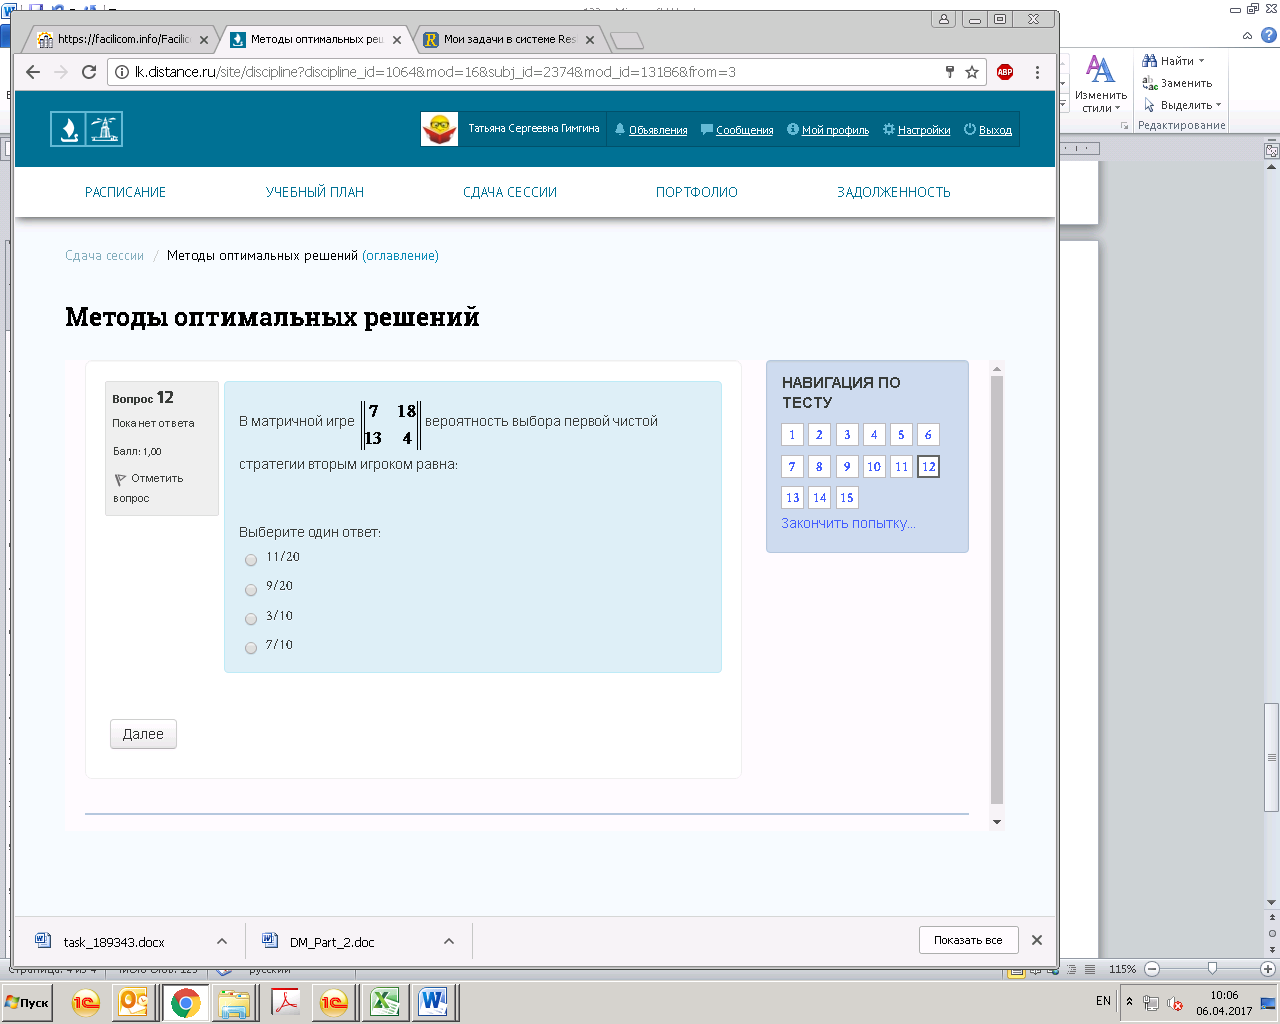 https://facilicom.info/Facilic
Методы оптимальных реш
Мои задачи в системе Res
lk.distance.ru/site/discipline?discipline_id=1064&mod=16&subj_id=2374&mod_id=13186&from=3
ABP
Найти
Заменить
Выделить
Изменить
стили
Редактирование
Татьяна Сергеевна Гимгина
Объявления
Сообщения
Мой профиль
Настройки
Выход
РАСПИСАНИЕ
УЧЕБНЫЙ ПЛАН
СДАЧА СЕССИИ
ПОРТФОЛИО
ЗАДОЛЖЕННОСТЬ
Сдача сессии / Методы оптимальных решений (оглавление)
Методы оптимальных решений
Вопрос 12
Пока нет ответа
Балл: 1,00
Отметить
вопрос
В матричной игре
7 18
13 4
вероятность выбора первой чистой
стратегии вторым игроком равна:
Выберите один ответ:
11/20
9/20
3/10
7/10
Далее
НАВИГАЦИЯ ПО
ТЕСТУ
1 2 3 4 5 6
7 8 9 10 11 12
13 14 15
Закончить попытку...
task_189343.docx
DM_Part_2.doc
Показать все
115%
Пуск
EN
10:06
06.04.2017